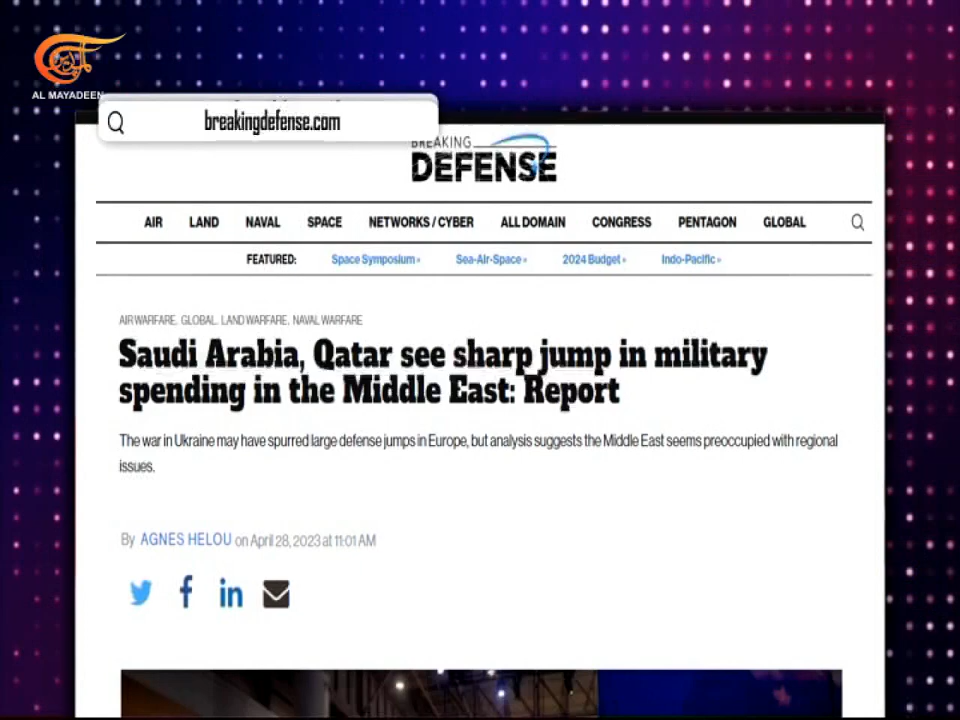 AL MAYADEEN
breakingdefense.com
BREAKING
DEFENSE
AIR LAND NAVAL SPACE NETWORKS / CYBER ALL DOMAIN CONGRESS PENTAGON GLOBAL
FEATURED: Space Symposium» Sea-Air-Space» 2024 Budget» Indo-Pacific»
AIR WARFARE, GLOBAL, LAND WARFARE, NAVAL WARFARE
Saudi Arabia, Qatar see sharp jump in military
spending in the Middle East: Report
The war in Ukraine may have spurred large defense jumps in Europe, but analysis suggests the Middle East seems preoccupied with regional
issues.
By AGNES HELOU on April 28, 2023 at 11:01 AM